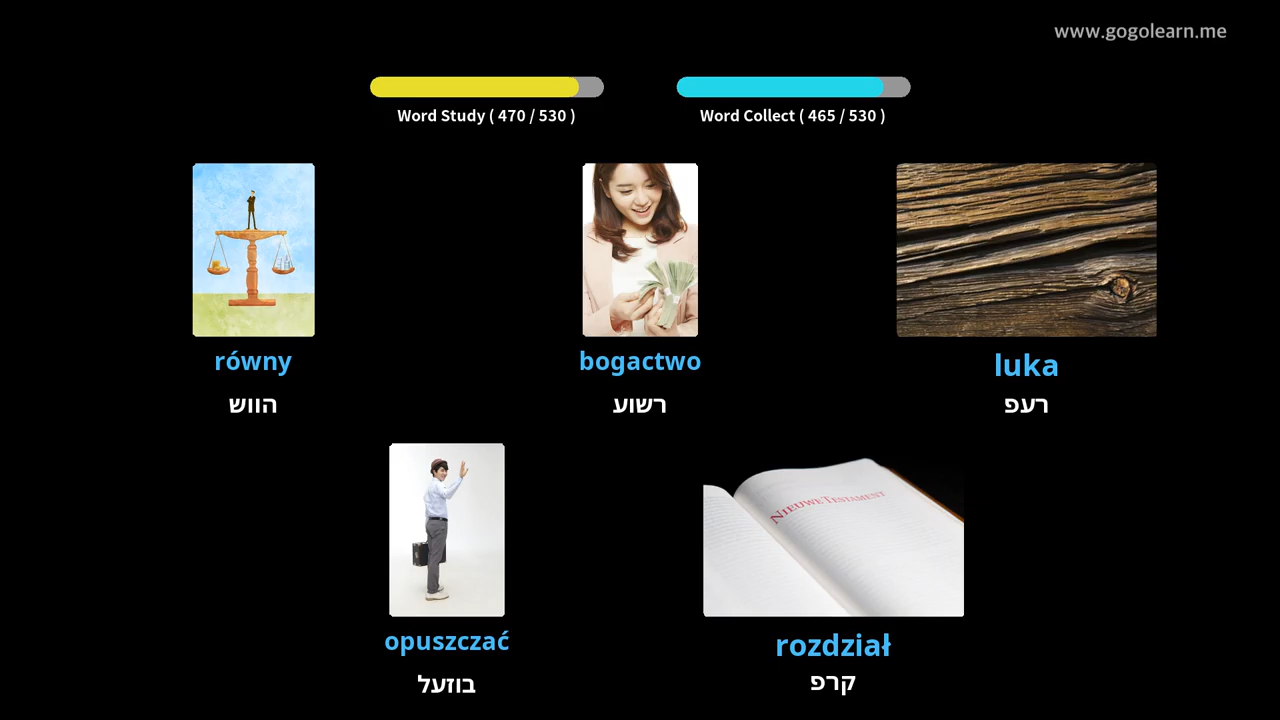 www.gogolearn.me
Word Study ( 470 / 530 )
Word Collect ( 465 / 530 )
równy
הווש
bogactwo
רשוע
luka
רעפ
NIEUWE TESTAMENT
opuszczać
בוזעל
rozdział
קרפ